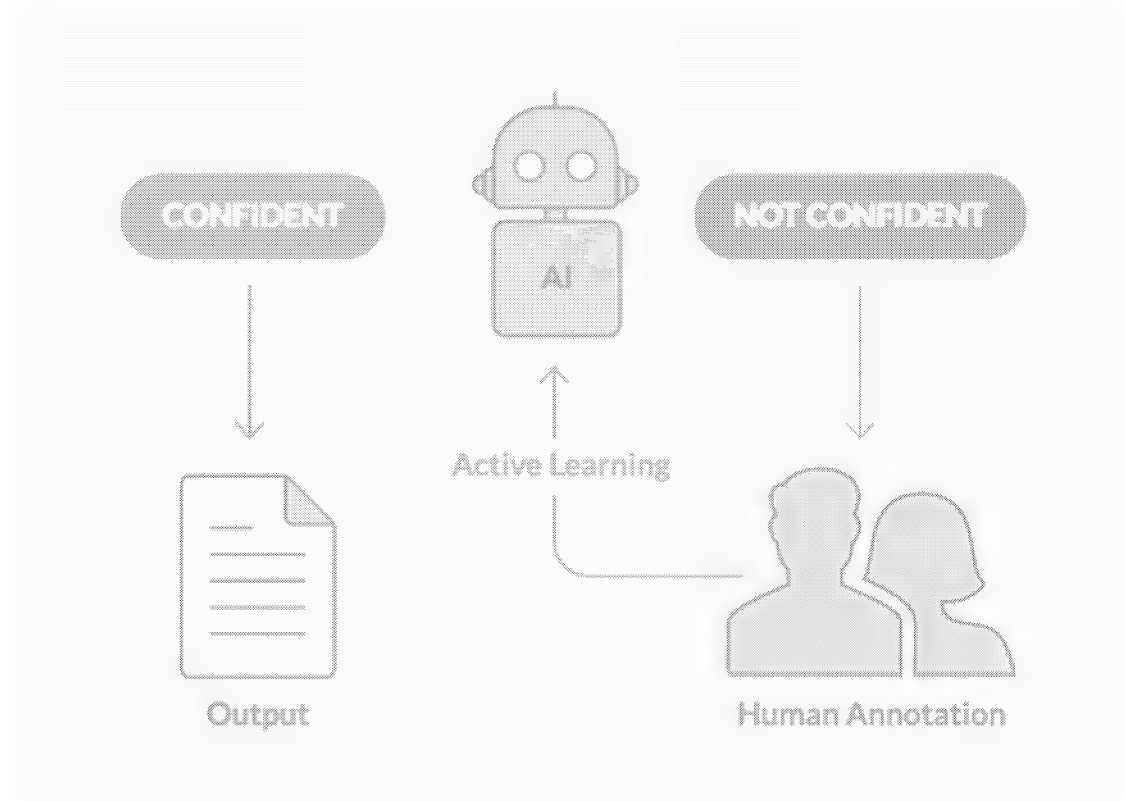 CONFIDENT
NOT CONFIDENT
AI
Active Learning
Output
Human Annotation